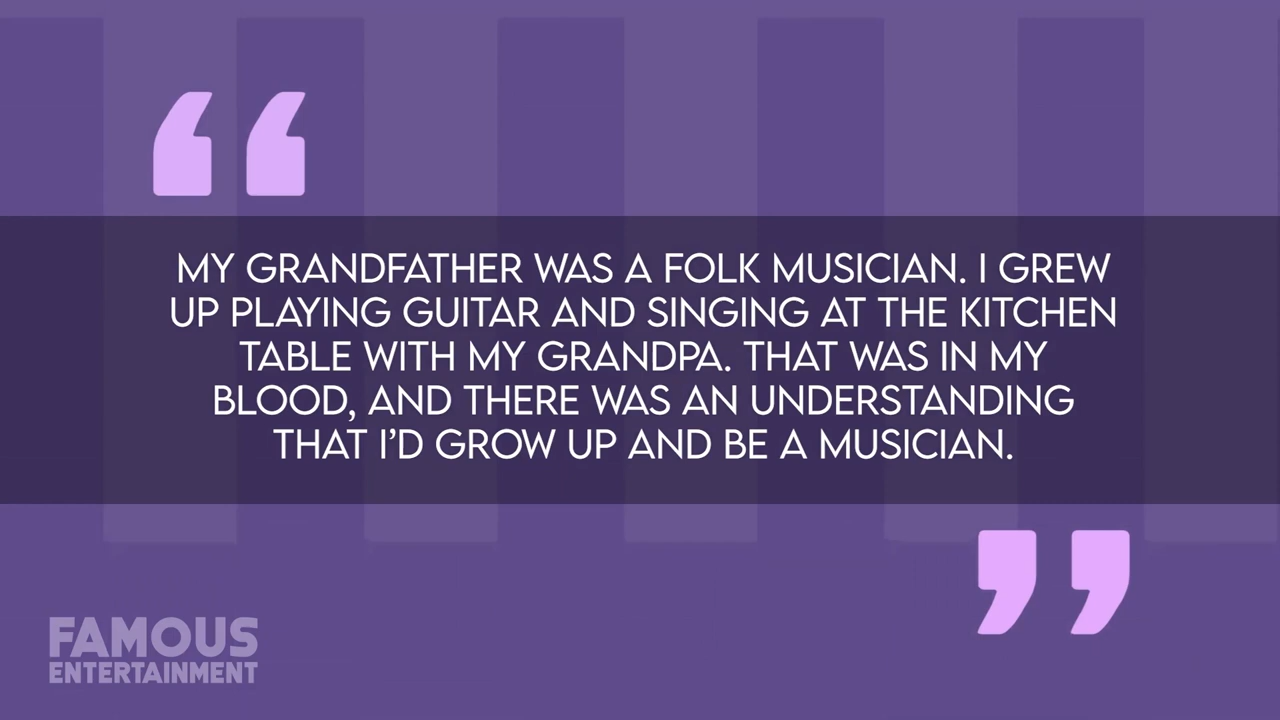 “
MY GRANDFATHER WAS A FOLK MUSICIAN. I GREW
UP PLAYING GUITAR AND SINGING AT THE KITCHEN
TABLE WITH MY GRANDPA. THAT WAS IN MY
BLOOD, AND THERE WAS AN UNDERSTANDING
THAT I’D GROW UP AND BE A MUSICIAN.
”
FAMOUS
ENTERTAINMENT